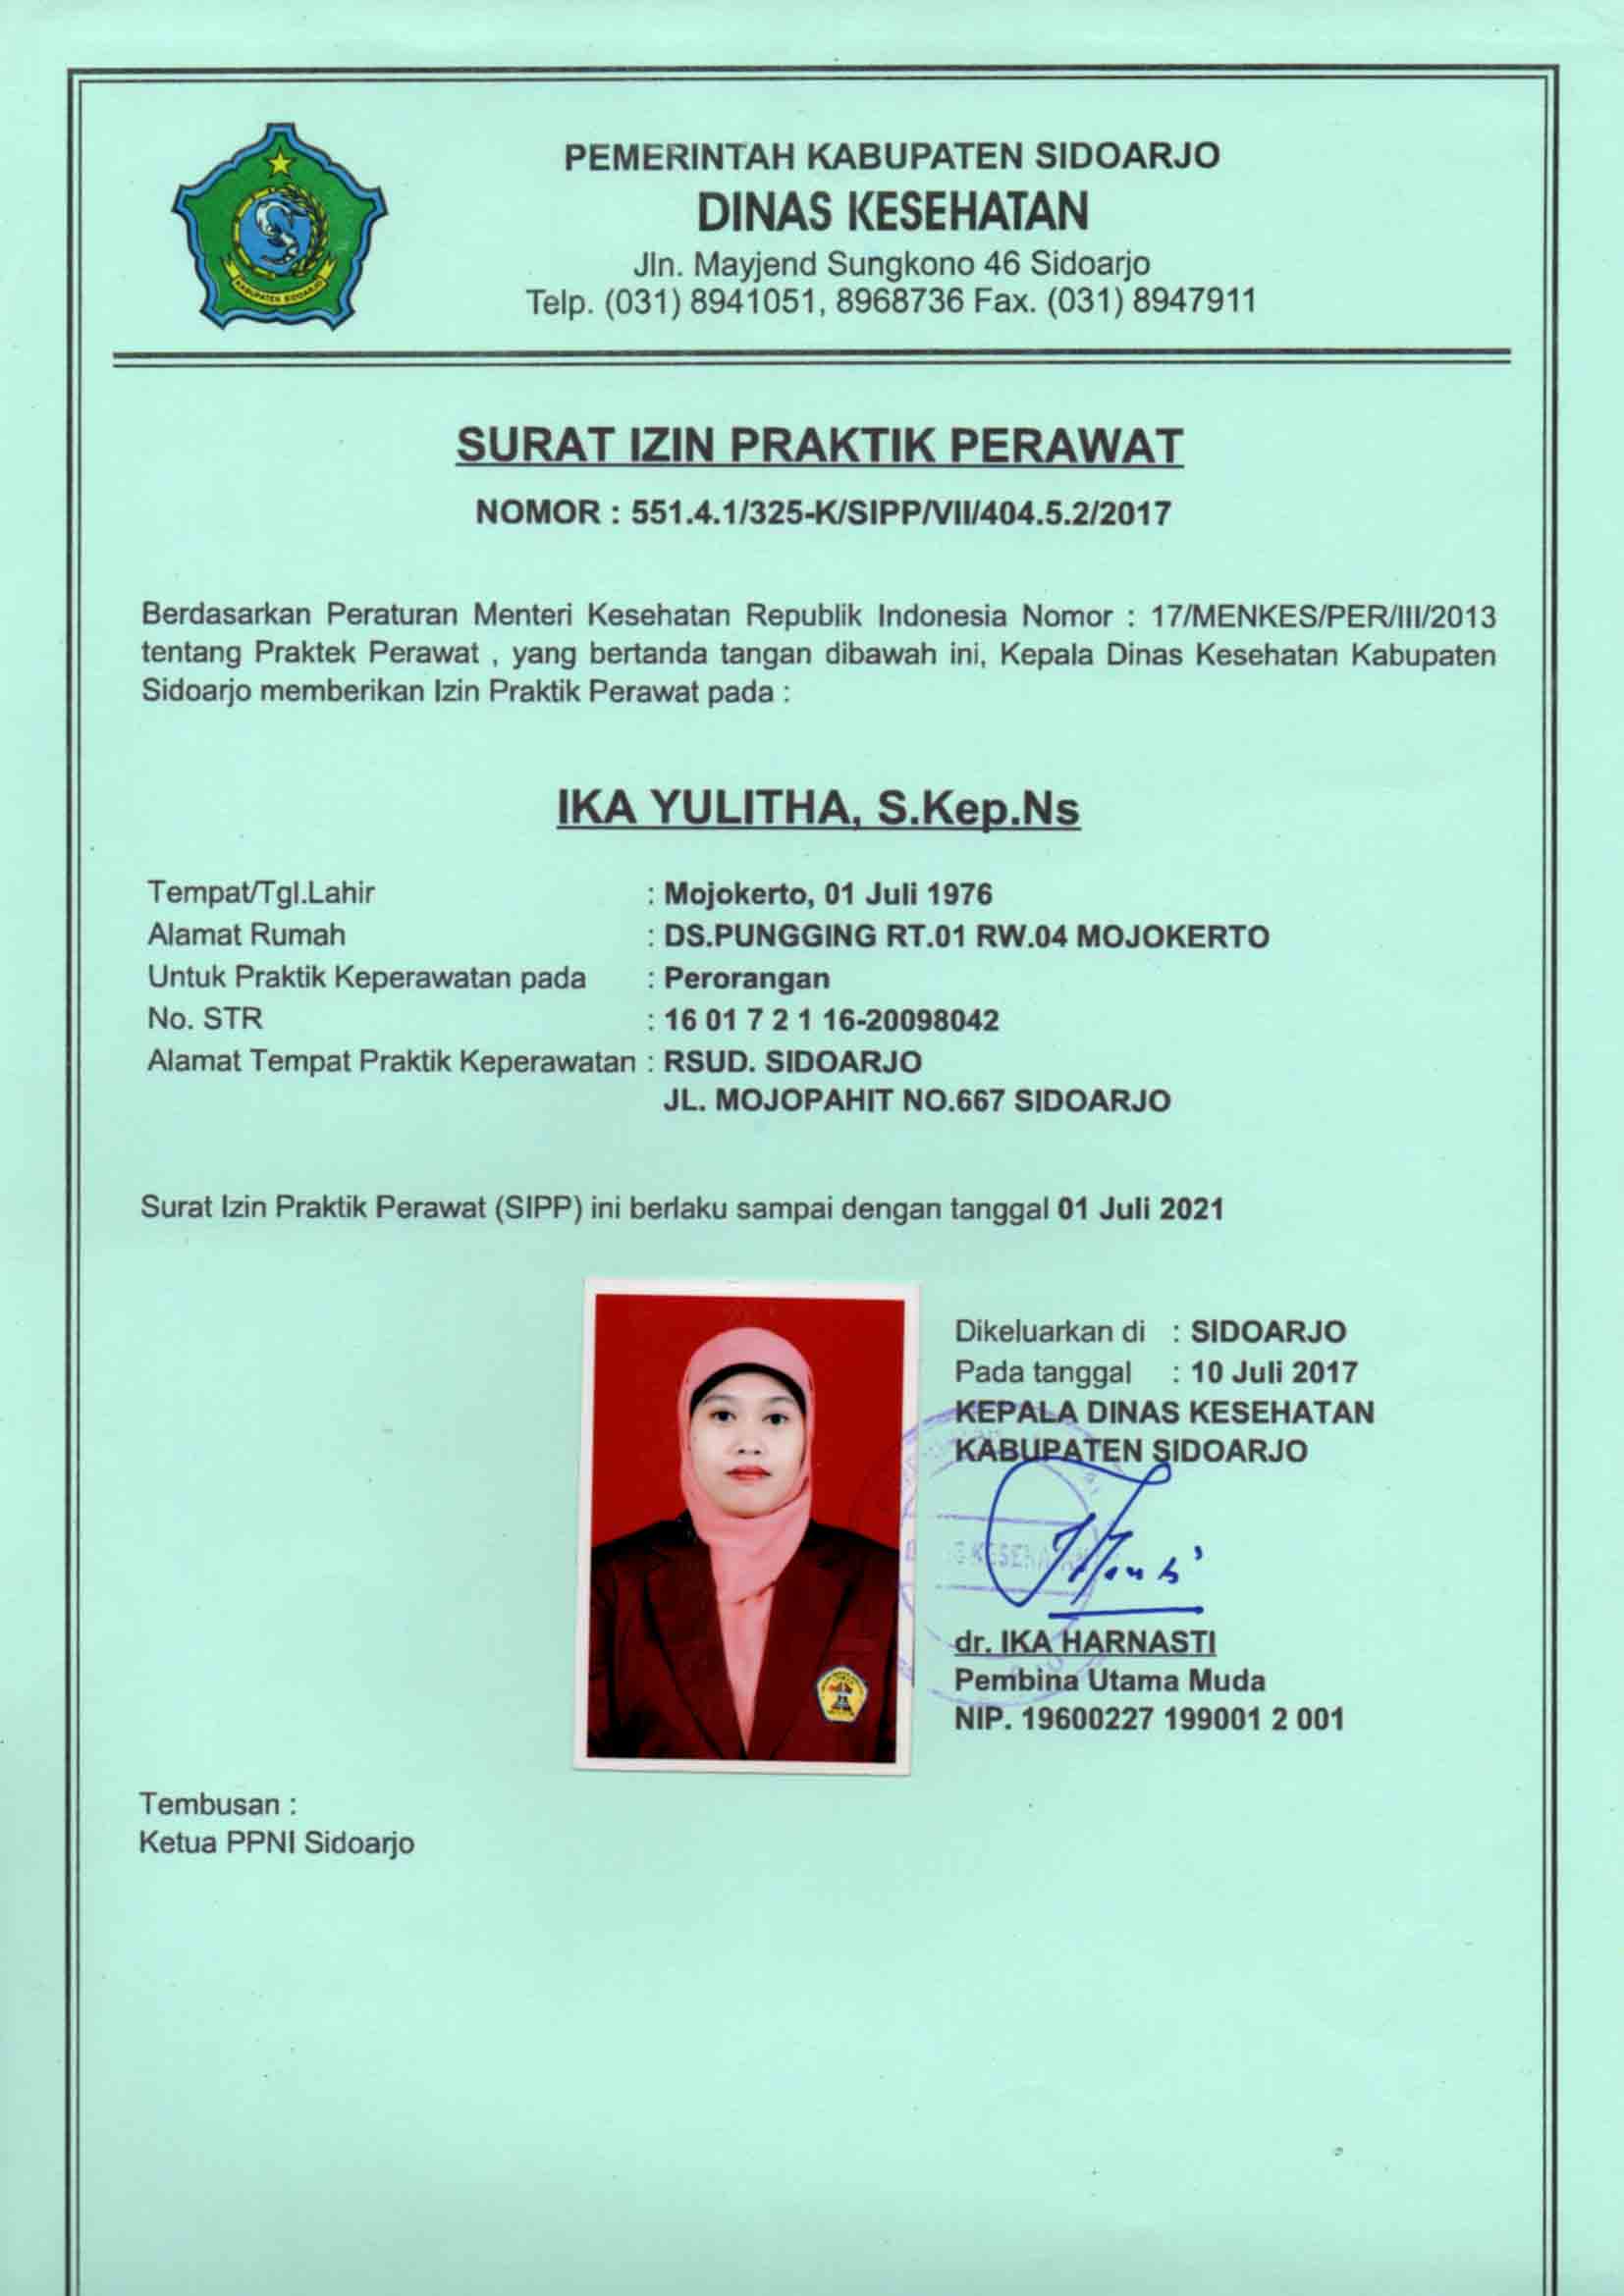 PEMERINTAH KABUPATEN SIDOARJO
DINAS KESEHATAN
Jln. Mayjend Sungkono 46 Sidoarjo
Telp. (031) 8941051, 8968736 Fax. (031) 8947911
KABUPATEN SIDOARJO
SURAT IZIN PRAKTIK PERAWAT
NOMOR : 551.4.1/325-K/SIPP/VII/404.5.2/2017
Berdasarkan Peraturan Menteri Kesehatan Republik Indonesia Nomor : 17/MENKES/PER/III/2013
tentang Praktek Perawat , yang bertanda tangan dibawah ini, Kepala Dinas Kesehatan Kabupaten
Sidoarjo memberikan Izin Praktik Perawat pada :
IKA YULITHA, S.Kep.Ns
Tempat/Tgl.Lahir : Mojokerto, 01 Juli 1976
Alamat Rumah : DS.PUNGGING RT.01 RW.04 MOJOKERTO
Untuk Praktik Keperawatan pada : Perorangan
No. STR : 16 01 7 2 1 16-20098042
Alamat Tempat Praktik Keperawatan : RSUD. SIDOARJO
JL. MOJOPAHIT NO.667 SIDOARJO
Surat Izin Praktik Perawat (SIPP) ini berlaku sampai dengan tanggal 01 Juli 2021
Dikeluarkan di : SIDOARJO
Pada tanggal : 10 Juli 2017
KEPALA DINAS KESEHATAN
KABUPATEN SIDOARJO
dr. IKA HARNASTI
Pembina Utama Muda
NIP. 19600227 199001 2 001
Tembusan :
Ketua PPNI Sidoarjo